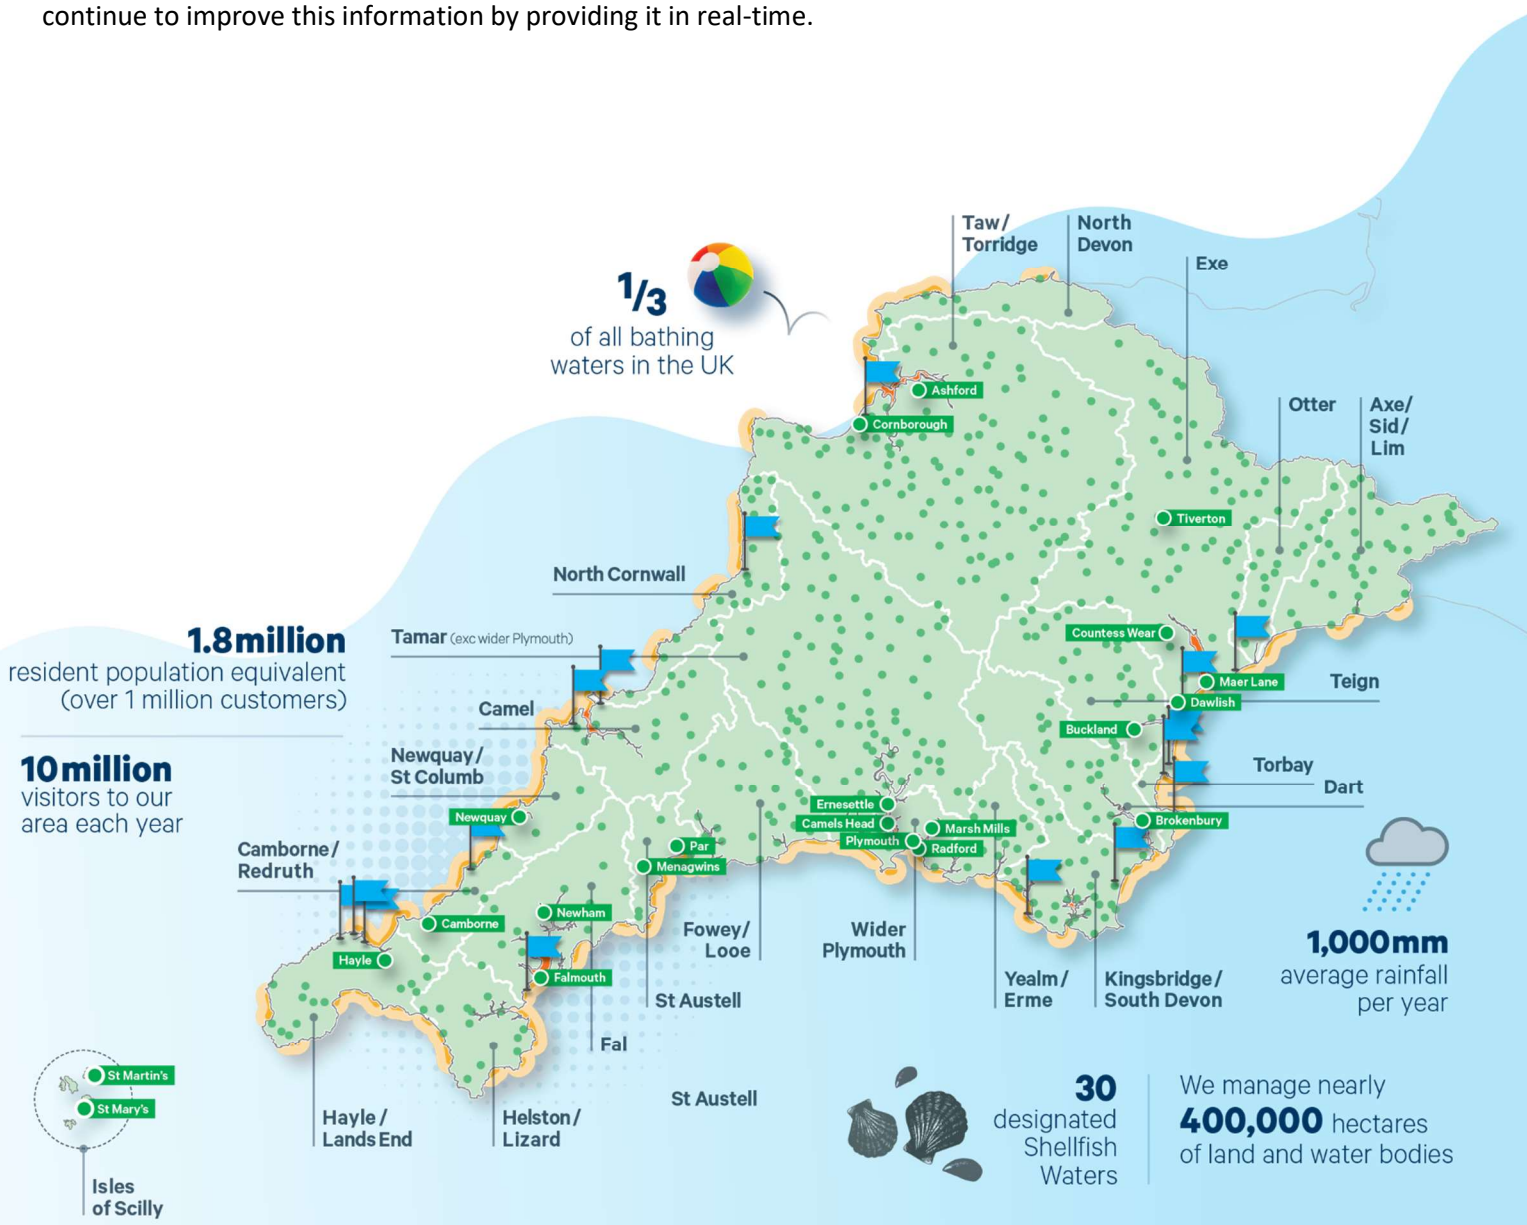 continue to improve this information by providing it in real-time.
Taw/
Torridge
North
Devon
Exe
1/3
of all bathing
waters in the UK
Ashford
Cornborough
Otter
Axe/
Sid/
Lim
Tiverton
North Cornwall
1.8million
resident population equivalent
(over 1 million customers)
Tamar (exc wider Plymouth)
Countess Wear
Maer Lane
Teign
Dawlish
Camel
Buckland
10million
visitors to our
area each year
Newquay/
St Columb
Torbay
Dart
Newquay
Ernesettle
Camels Head
Plymouth
Marsh Mills
Radford
Brokenbury
Par
Menagwins
Camborne/
Redruth
Camborne
Newham
Hayle
Falmouth
Fowey/
Looe
Wider
Plymouth
1,000mm
average rainfall
per year
St Austell
Yealm/
Erme
Kingsbridge/
South Devon
Fal
St Martin's
St Mary's
St Austell
Hayle /
Lands End
Helston/
Lizard
30
designated
Shellfish
Waters
We manage nearly
400,000 hectares
of land and water bodies
Isles
of Scilly